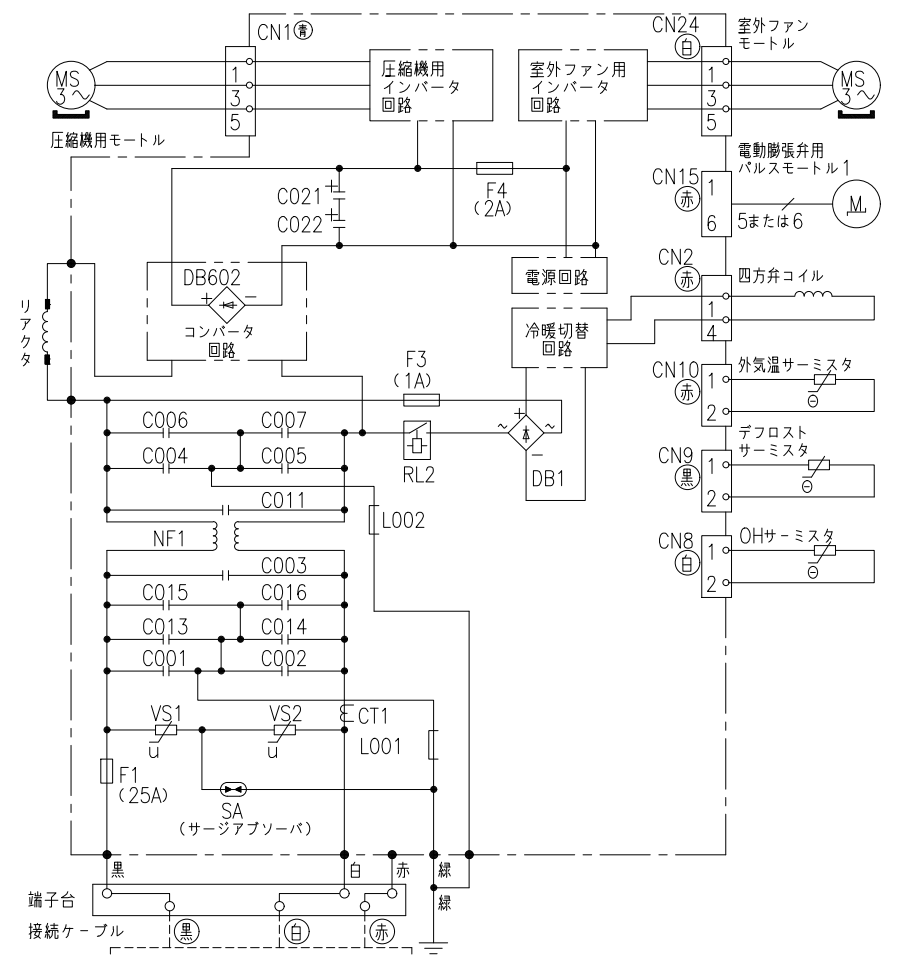 CN1 青
CN24
白
室外ファン
モートル
MS
3～
1
3
5
圧縮機用
インバータ
回路
室外ファン用
インバータ
回路
1
3
5
MS
3～
圧縮機用モートル
電動膨張弁用
パルスモートル1
CN15
赤
1
6
5または6
M
C021
C022
F4
(2A)
CN2
赤
四方弁コイル
1
4
電源回路
DB602
コンバータ
回路
リアクタ
冷暖切替
回路
F3
(1A)
CN10
赤
外気温サーミスタ
1
2
C006
C007
C004
C005
RL2
DB1
CN9
黒
デフロスト
サーミスタ
1
2
C011
L002
NF1
CN8
白
OHサーミスタ
1
2
C003
C015
C016
C013
C014
C001
C002
VS1
u
VS2
u
CT1
L001
F1
(25A)
SA
(サージアブソーバ)
黒
白
赤
緑
緑
端子台
接続ケーブル
黒
白
赤